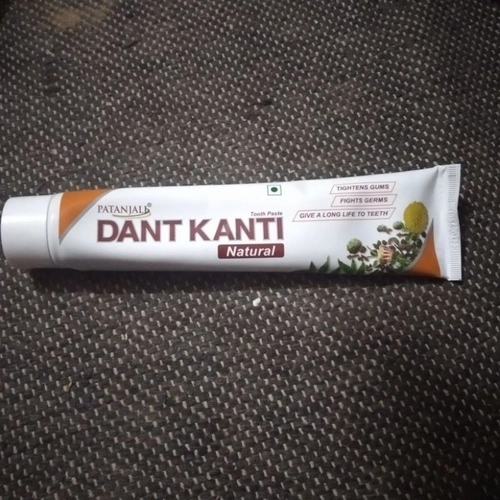 PATANJALI
Tooth Paste
DANT KANTI
Natural
TIGHTENS GUMS
FIGHTS GERMS
GIVE A LONG LIFE TO TEETH